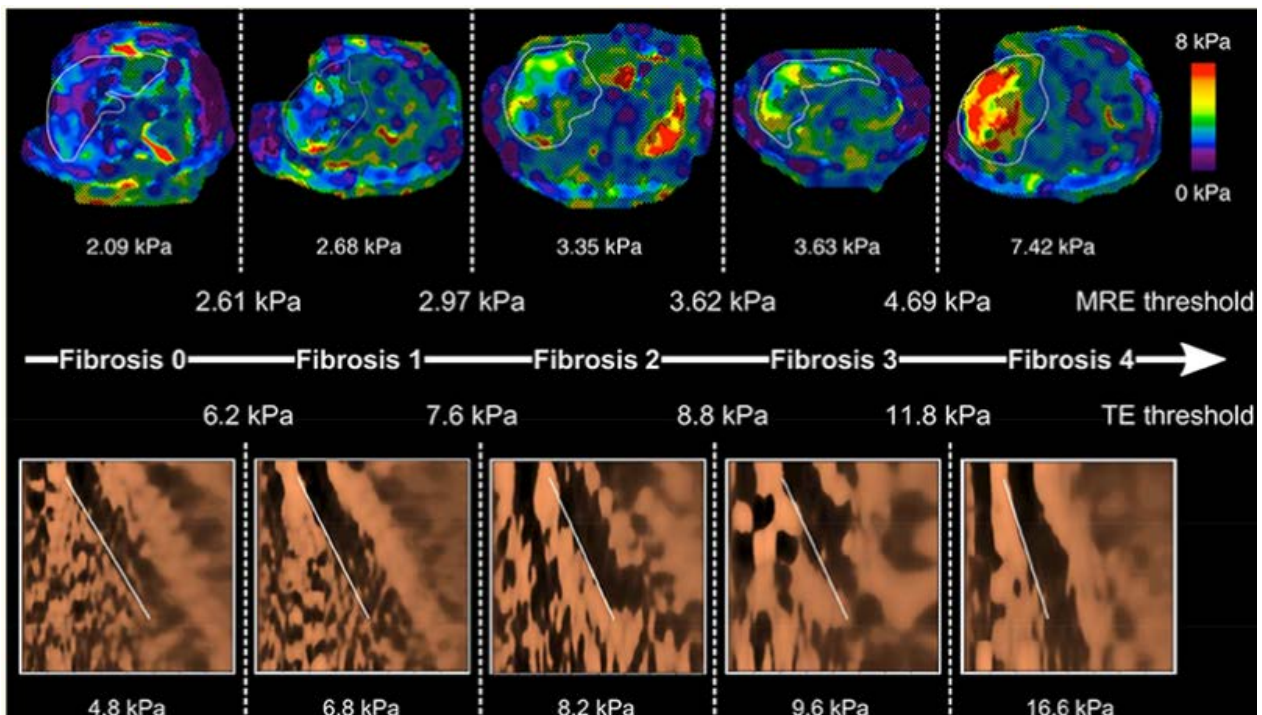 8 kPa
0 kPa
2.09 kPa 2.68 kPa 3.35 kPa 3.63 kPa 7.42 kPa
2.61 kPa 2.97 kPa 3.62 kPa 4.69 kPa MRE threshold
Fibrosis 0 Fibrosis 1 Fibrosis 2 Fibrosis 3 Fibrosis 4
6.2 kPa 7.6 kPa 8.8 kPa 11.8 kPa TE threshold
4.8 kPa 6.8 kPa 8.2 kPa 9.6 kPa 16.6 kPa